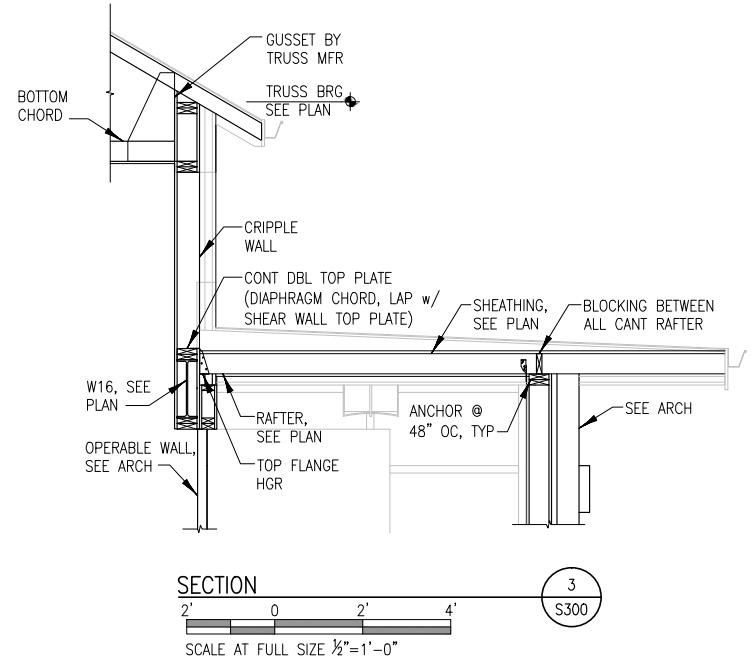 GUSSET BY
TRUSS MFR
TRUSS BRG
SEE PLAN
BOTTOM
CHORD
CRIPPLE
WALL
CONT DBL TOP PLATE
(DIAPHRAGM CHORD, LAP w/
SHEAR WALL TOP PLATE)
SHEATHING,
SEE PLAN
BLOCKING BETWEEN
ALL CANT RAFTER
W16, SEE
PLAN
RAFTER,
SEE PLAN
ANCHOR @
48" OC, TYP
SEE ARCH
OPERABLE WALL,
SEE ARCH
TOP FLANGE
HGR
SECTION
3
S300
2' 0 2' 4'
SCALE AT FULL SIZE ½"=1'-0"